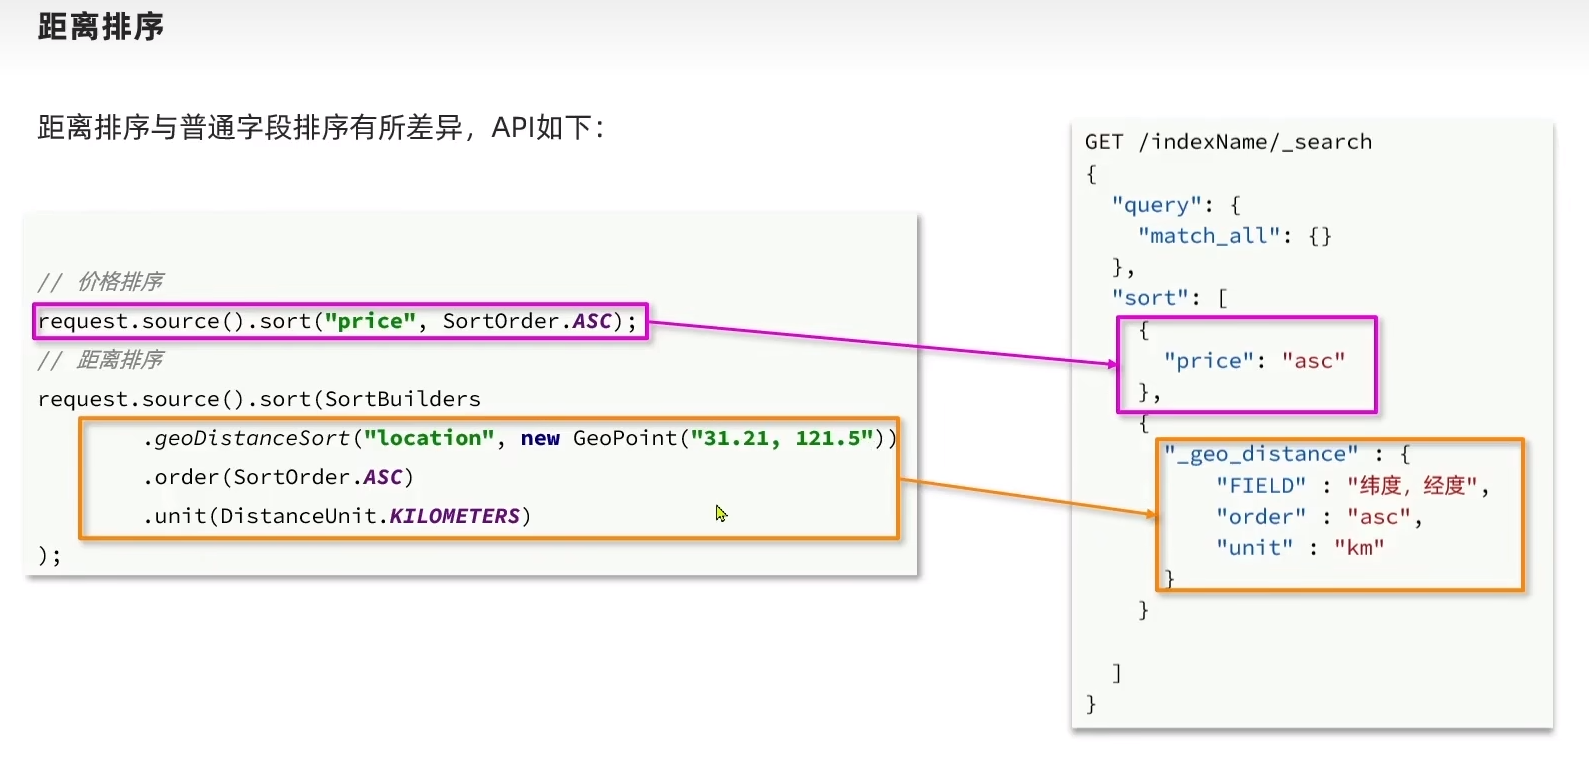 距离排序
距离排序与普通字段排序有所差异，API如下：
// 价格排序
request.source().sort("price", SortOrder.ASC);
// 距离排序
request.source().sort(SortBuilders
.geoDistanceSort("location", new GeoPoint("31.21, 121.5"))
.order(SortOrder.ASC)
.unit(DistanceUnit.KILOMETERS)
);
GET /indexName/_search
{
"query": {
"match_all": {}
},
"sort": [
{
"price": "asc"
},
{
"_geo_distance" : {
"FIELD" : "纬度，经度",
"order" : "asc",
"unit" : "km"
}
}
]
}